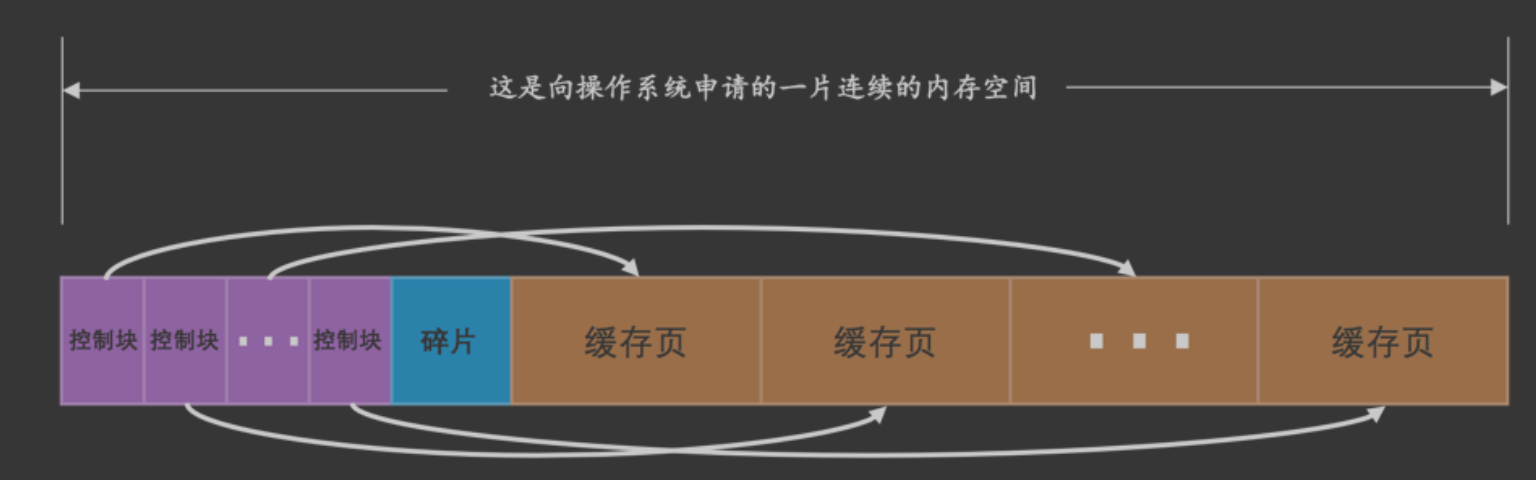 这是向操作系统申请的一片连续的内存空间
控制块 控制块 ··· 控制块 碎片 缓存页 缓存页 ··· 缓存页